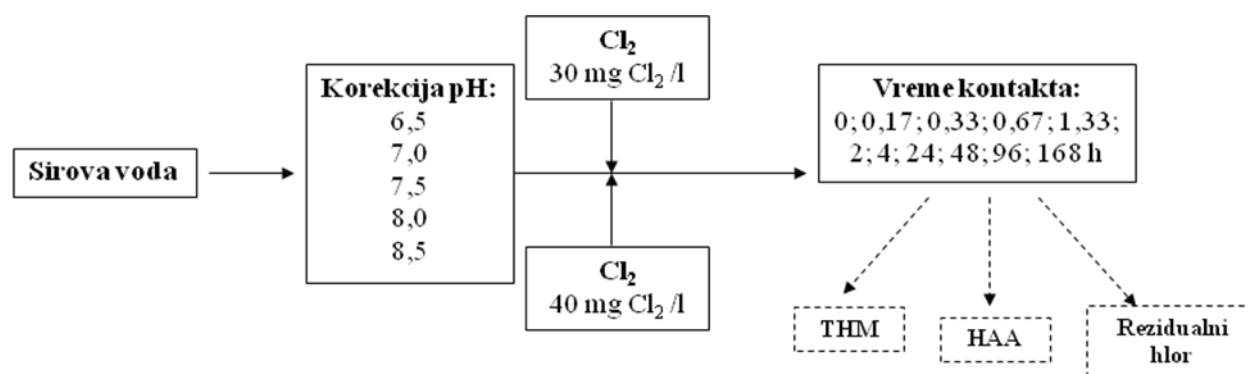 Sirova voda
Korekcija pH:
6,5
7,0
7,5
8,0
8,5
Cl₂
30 mg Cl₂ /l
Cl₂
40 mg Cl₂ /l
Vreme kontakta:
0; 0,17; 0,33; 0,67; 1,33;
2; 4; 24; 48; 96; 168 h
THM
HAA
Rezidualni
hlor